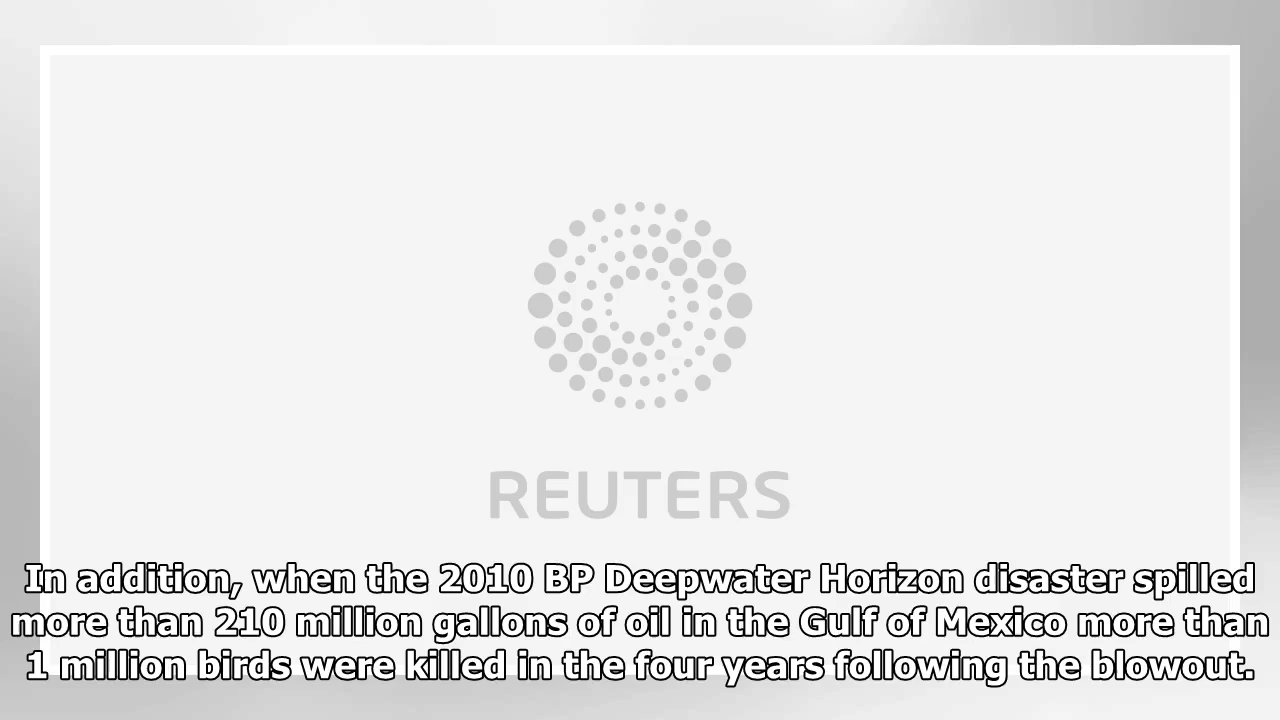 REUTERS
In addition, when the 2010 BP Deepwater Horizon disaster spilled
more than 210 million gallons of oil in the Gulf of Mexico more than
1 million birds were killed in the four years following the blowout.